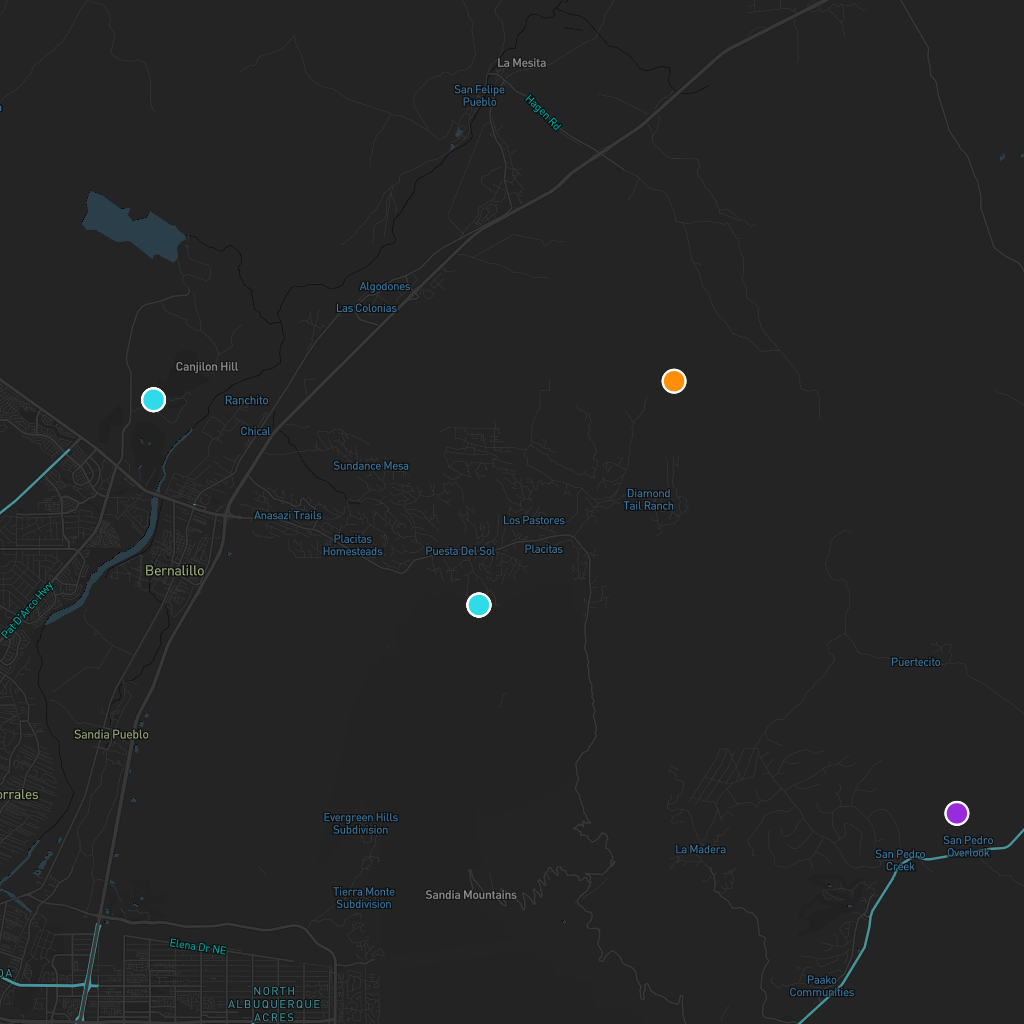 La Mesita
San Felipe
Pueblo
Hagen Rd
Algodones
Las Colonias
Canjilon Hill
Ranchito
Chical
Sundance Mesa
Diamond
Tail Ranch
Anasazi Trails
Los Pastores
Placitas
Homesteads
Puesta Del Sol
Placitas
Bernalillo
Pat D'Arco Hwy
Puertecito
Sandia Pueblo
orrales
Evergreen Hills
Subdivision
San Pedro
Overlook
La Madera
San Pedro
Creek
Tierra Monte
Subdivision
Sandia Mountains
Elena Dr NE
OA
Paako
Communities
NORTH
ALBUQUERQUE
ACRES